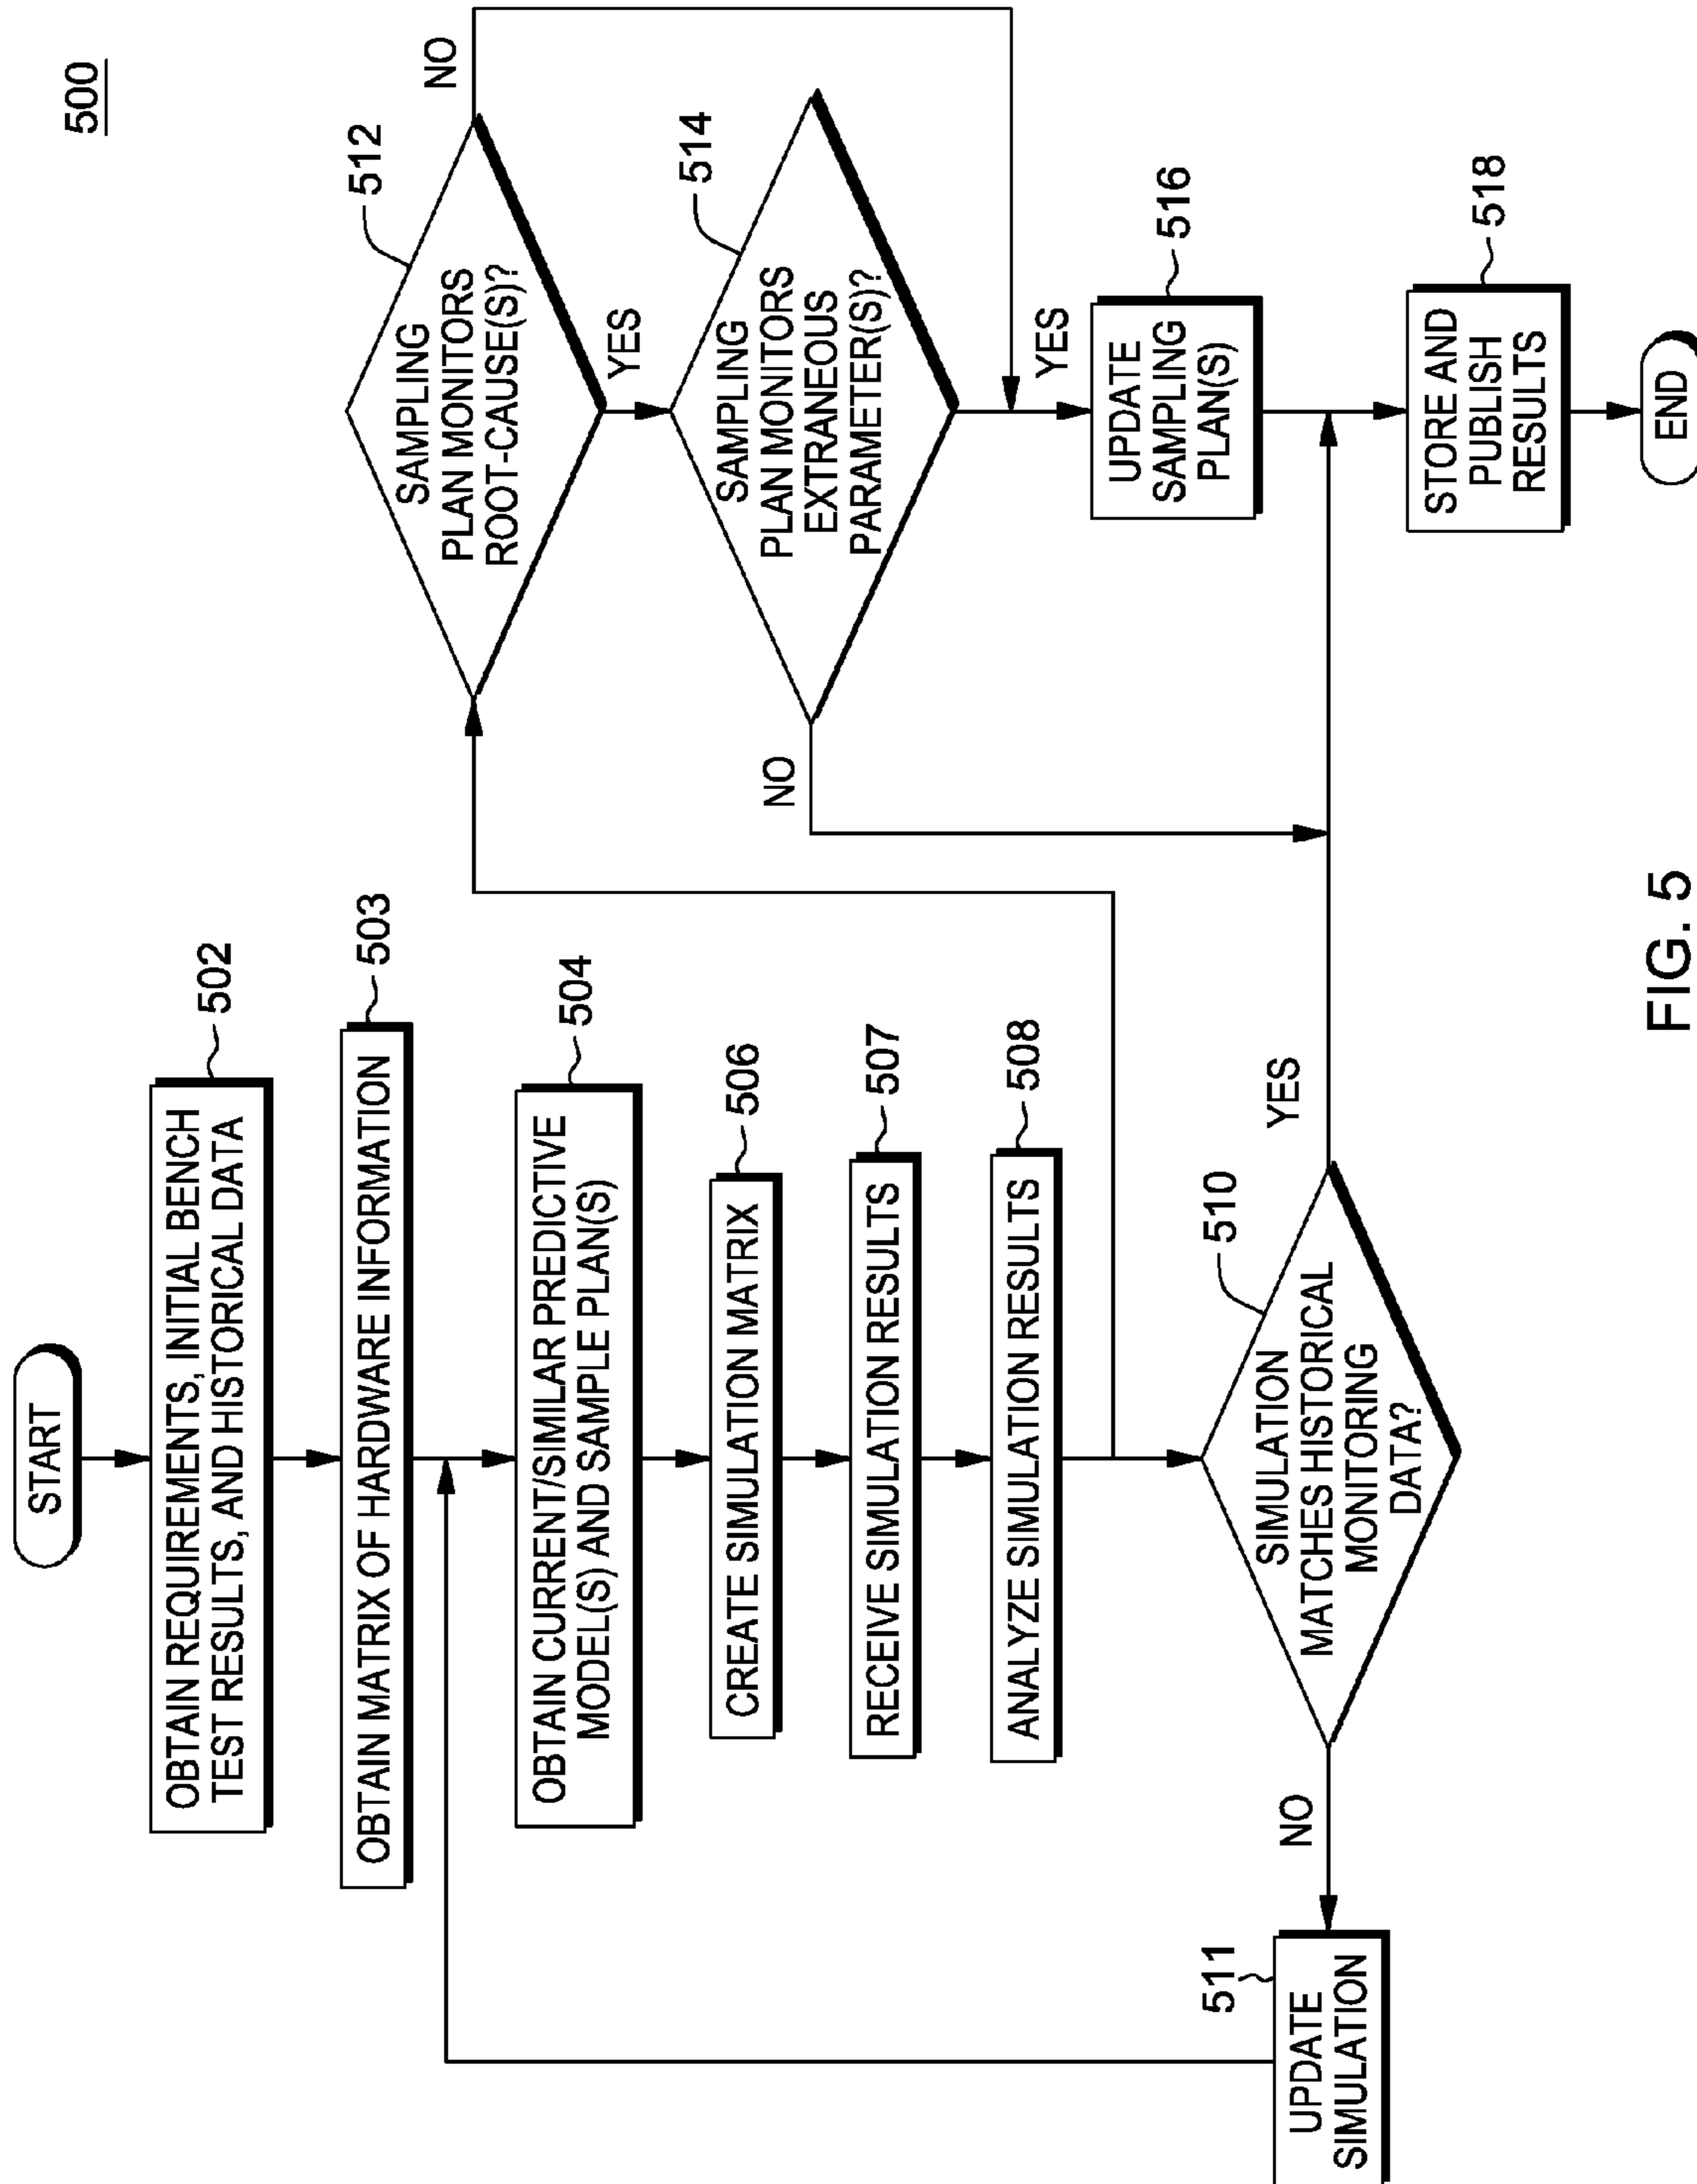 500
START
OBTAIN REQUIREMENTS, INITIAL BENCH
TEST RESULTS, AND HISTORICAL DATA
502
OBTAIN MATRIX OF HARDWARE INFORMATION
503
OBTAIN CURRENT/SIMILAR PREDICTIVE
MODEL(S) AND SAMPLE PLAN(S)
504
CREATE SIMULATION MATRIX
506
RECEIVE SIMULATION RESULTS
507
ANALYZE SIMULATION RESULTS
508
SIMULATION
MATCHES HISTORICAL
MONITORING
DATA?
510
NO
YES
UPDATE
SIMULATION
511
SAMPLING
PLAN MONITORS
ROOT-CAUSE(S)?
512
NO
YES
SAMPLING
PLAN MONITORS
EXTRANEOUS
PARAMETER(S)?
514
NO
YES
UPDATE
SAMPLING
PLAN(S)
516
STORE AND
PUBLISH
RESULTS
518
END
FIG. 5